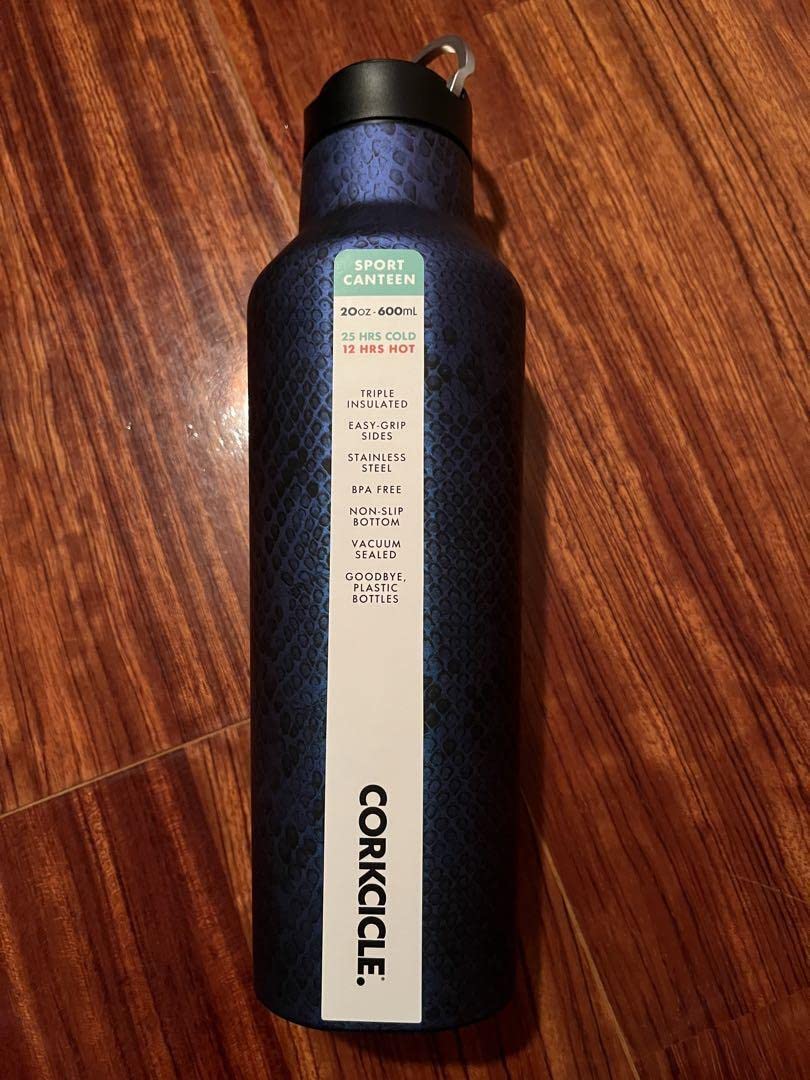 SPORT
CANTEEN
20oz - 600mL
25 HRS COLD
12 HRS HOT
TRIPLE
INSULATED
EASY-GRIP
SIDES
STAINLESS
STEEL
BPA FREE
NON-SLIP
BOTTOM
VACUUM
SEALED
GOODBYE,
PLASTIC
BOTTLES
CORKCICLE.